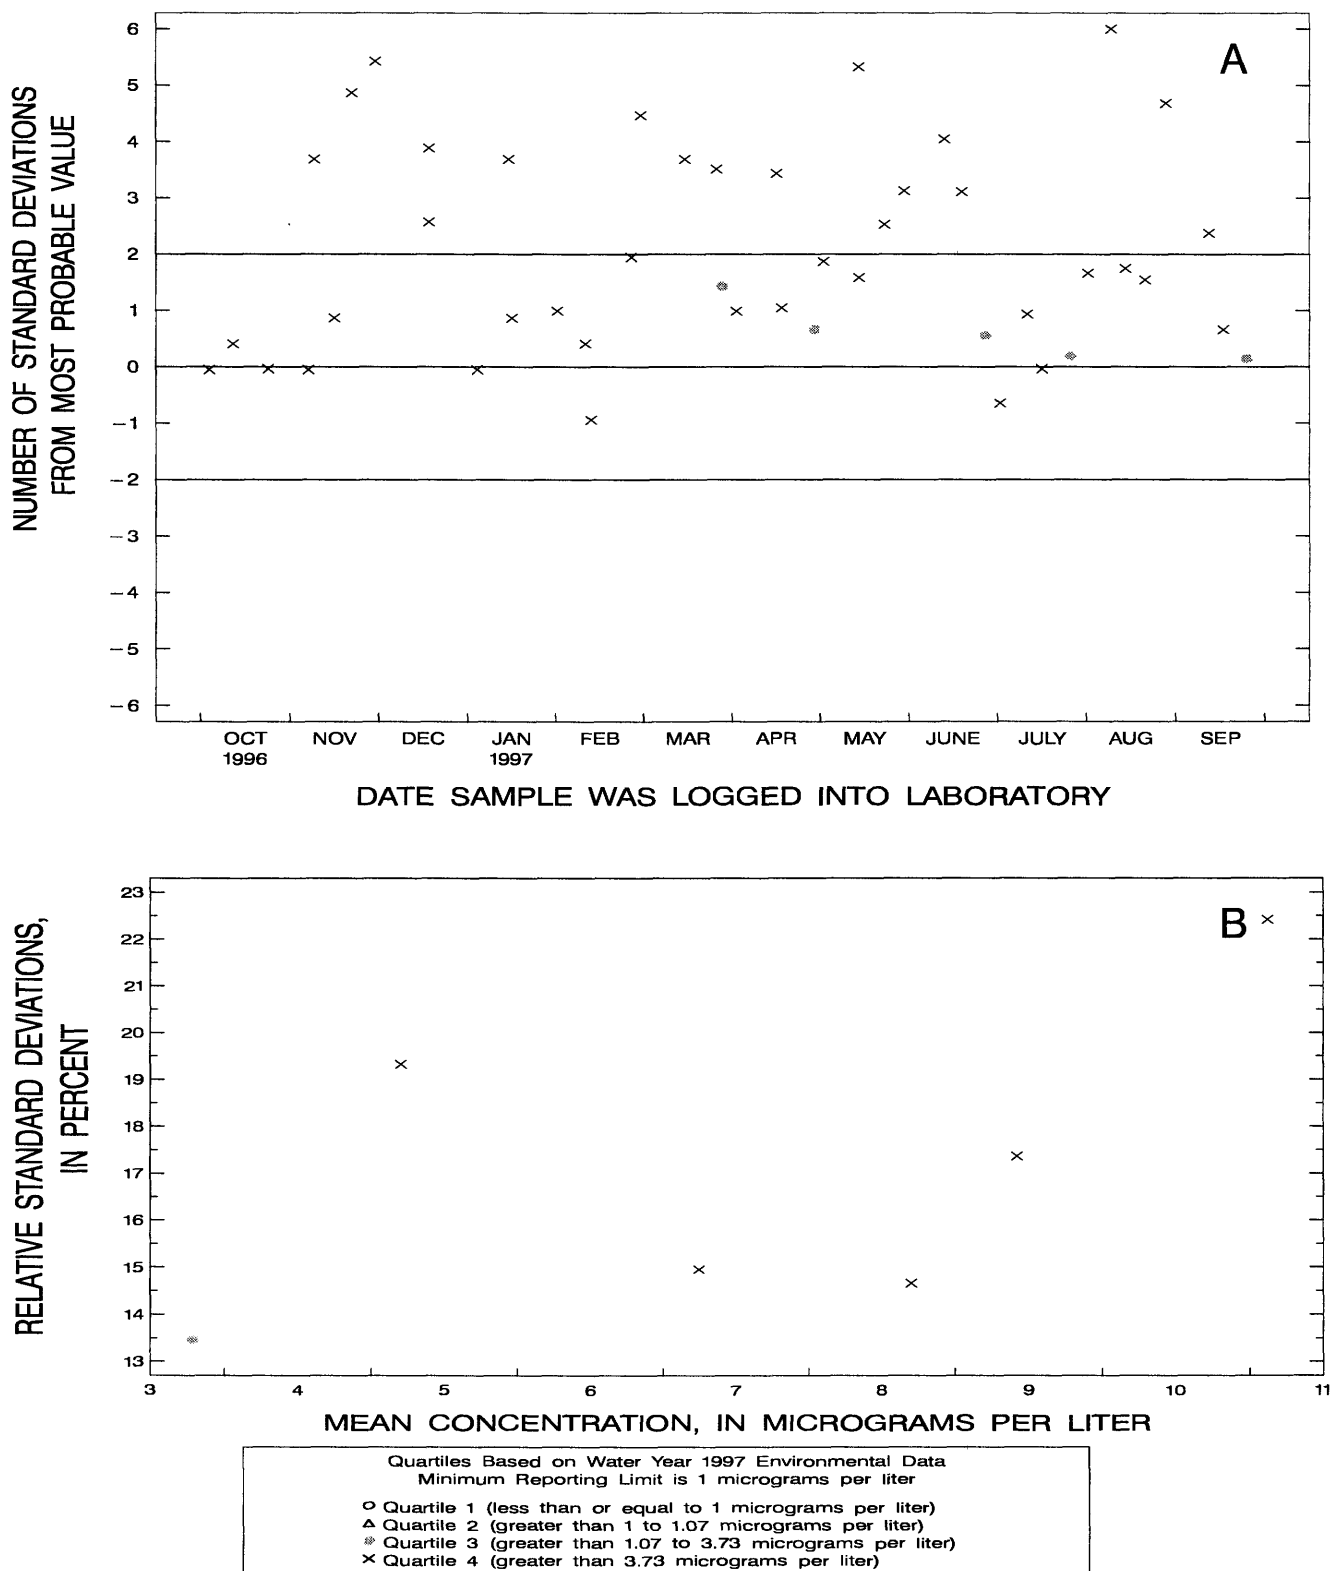 A
NUMBER OF STANDARD DEVIATIONS
FROM MOST PROBABLE VALUE
6
5
4
3
2
1
0
−1
−2
−3
−4
−5
−6
OCT NOV DEC JAN FEB MAR APR MAY JUNE JULY AUG SEP
1996 1997
DATE SAMPLE WAS LOGGED INTO LABORATORY
B
RELATIVE STANDARD DEVIATIONS,
IN PERCENT
23
22
21
20
19
18
17
16
15
14
13
3 4 5 6 7 8 9 10 11
MEAN CONCENTRATION, IN MICROGRAMS PER LITER
Quartiles Based on Water Year 1997 Environmental Data
Minimum Reporting Limit is 1 micrograms per liter
Quartile 1 (less than or equal to 1 micrograms per liter)
Quartile 2 (greater than 1 to 1.07 micrograms per liter)
Quartile 3 (greater than 1.07 to 3.73 micrograms per liter)
Quartile 4 (greater than 3.73 micrograms per liter)